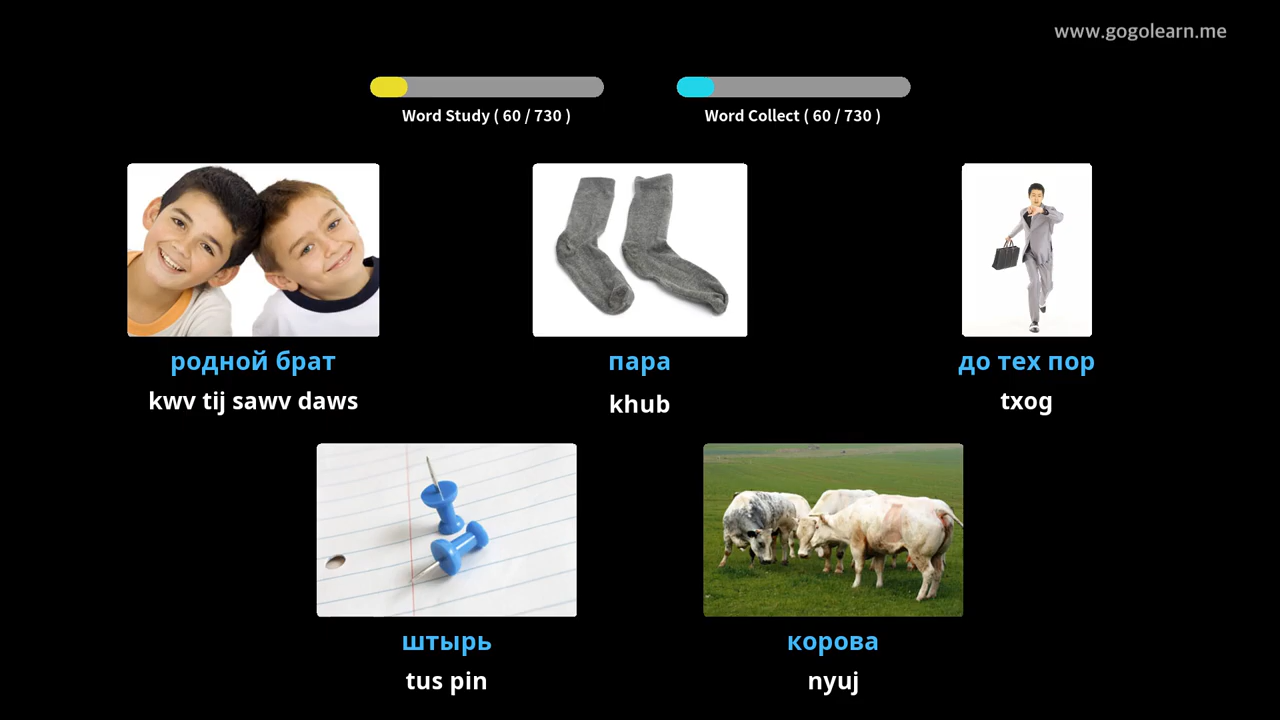 www.gogolearn.me
Word Study ( 60 / 730 )
Word Collect ( 60 / 730 )
родной брат
kwv tij sawv daws
пара
khub
до тех пор
txog
штырь
tus pin
корова
nyuj